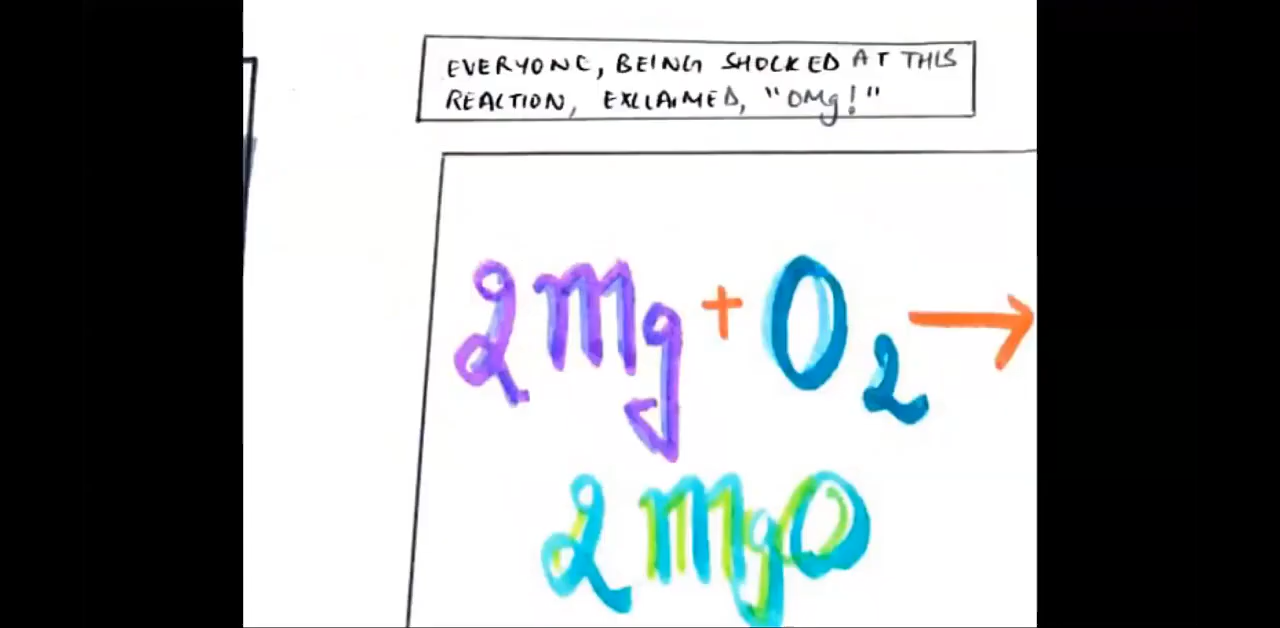 EVERYONE, BEING SHOCKED AT THIS
REACTION, EXCLAIMED, "OMg!"
2Mg + O₂ →
2MgO